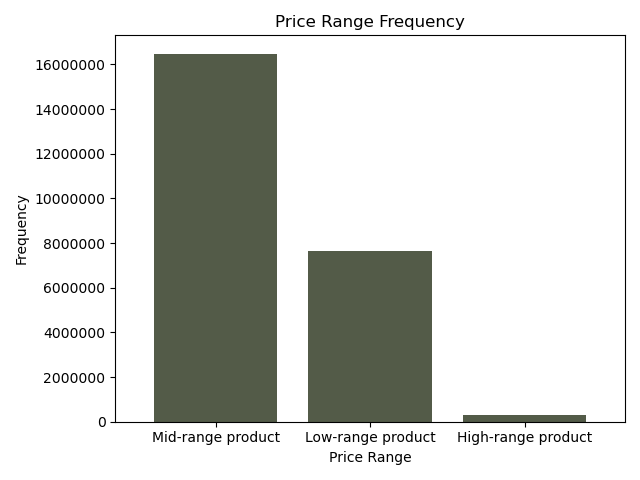 Price Range Frequency
Frequency
16000000
14000000
12000000
10000000
8000000
6000000
4000000
2000000
0
Mid-range product Low-range product High-range product
Price Range